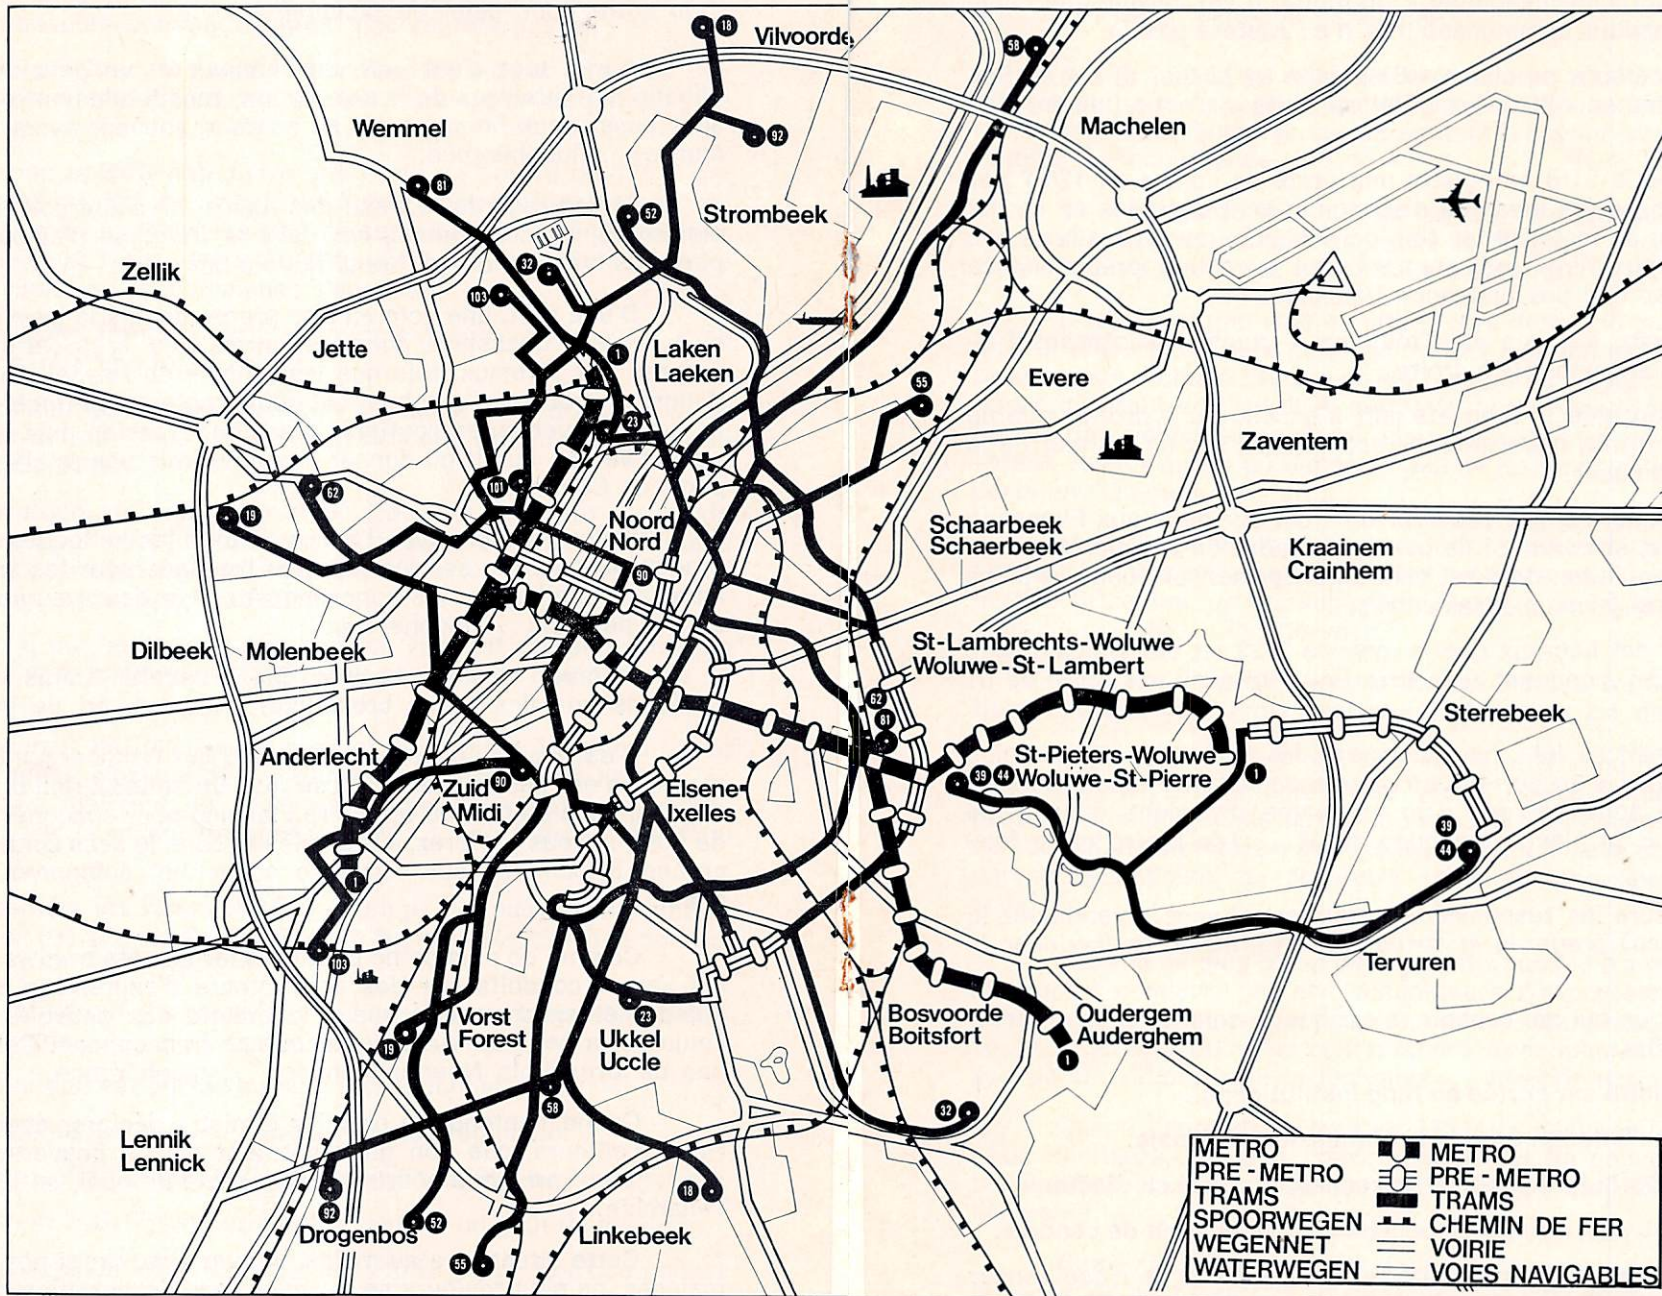 18
Vilvoorde
58
Wemmel
92
Machelen
81
52
Strombeek
Zellik
32
103
Jette
1
Laken
Laeken
55
Evere
23
Zaventem
62
101
19
Noord
Nord
90
Schaarbeek
Schaerbeek
Kraainem
Crainhem
Dilbeek
Molenbeek
St-Lambrechts-Woluwe
Woluwe-St-Lambert
62
81
Sterrebeek
Anderlecht
St-Pieters-Woluwe
Woluwe-St-Pierre
39
44
1
Zuid
Midi
90
Elsene
Ixelles
39
44
1
103
Tervuren
Vorst
Forest
19
Ukkel
Uccle
23
Bosvoorde
Boitsfort
Oudergem
Auderghem
1
58
32
Lennik
Lennick
92
Drogenbos
52
18
Linkebeek
55
METRO METRO
PRE-METRO PRE-METRO
TRAMS TRAMS
SPOORWEGEN CHEMIN DE FER
WEGENNET VOIRIE
WATERWEGEN VOIES NAVIGABLES